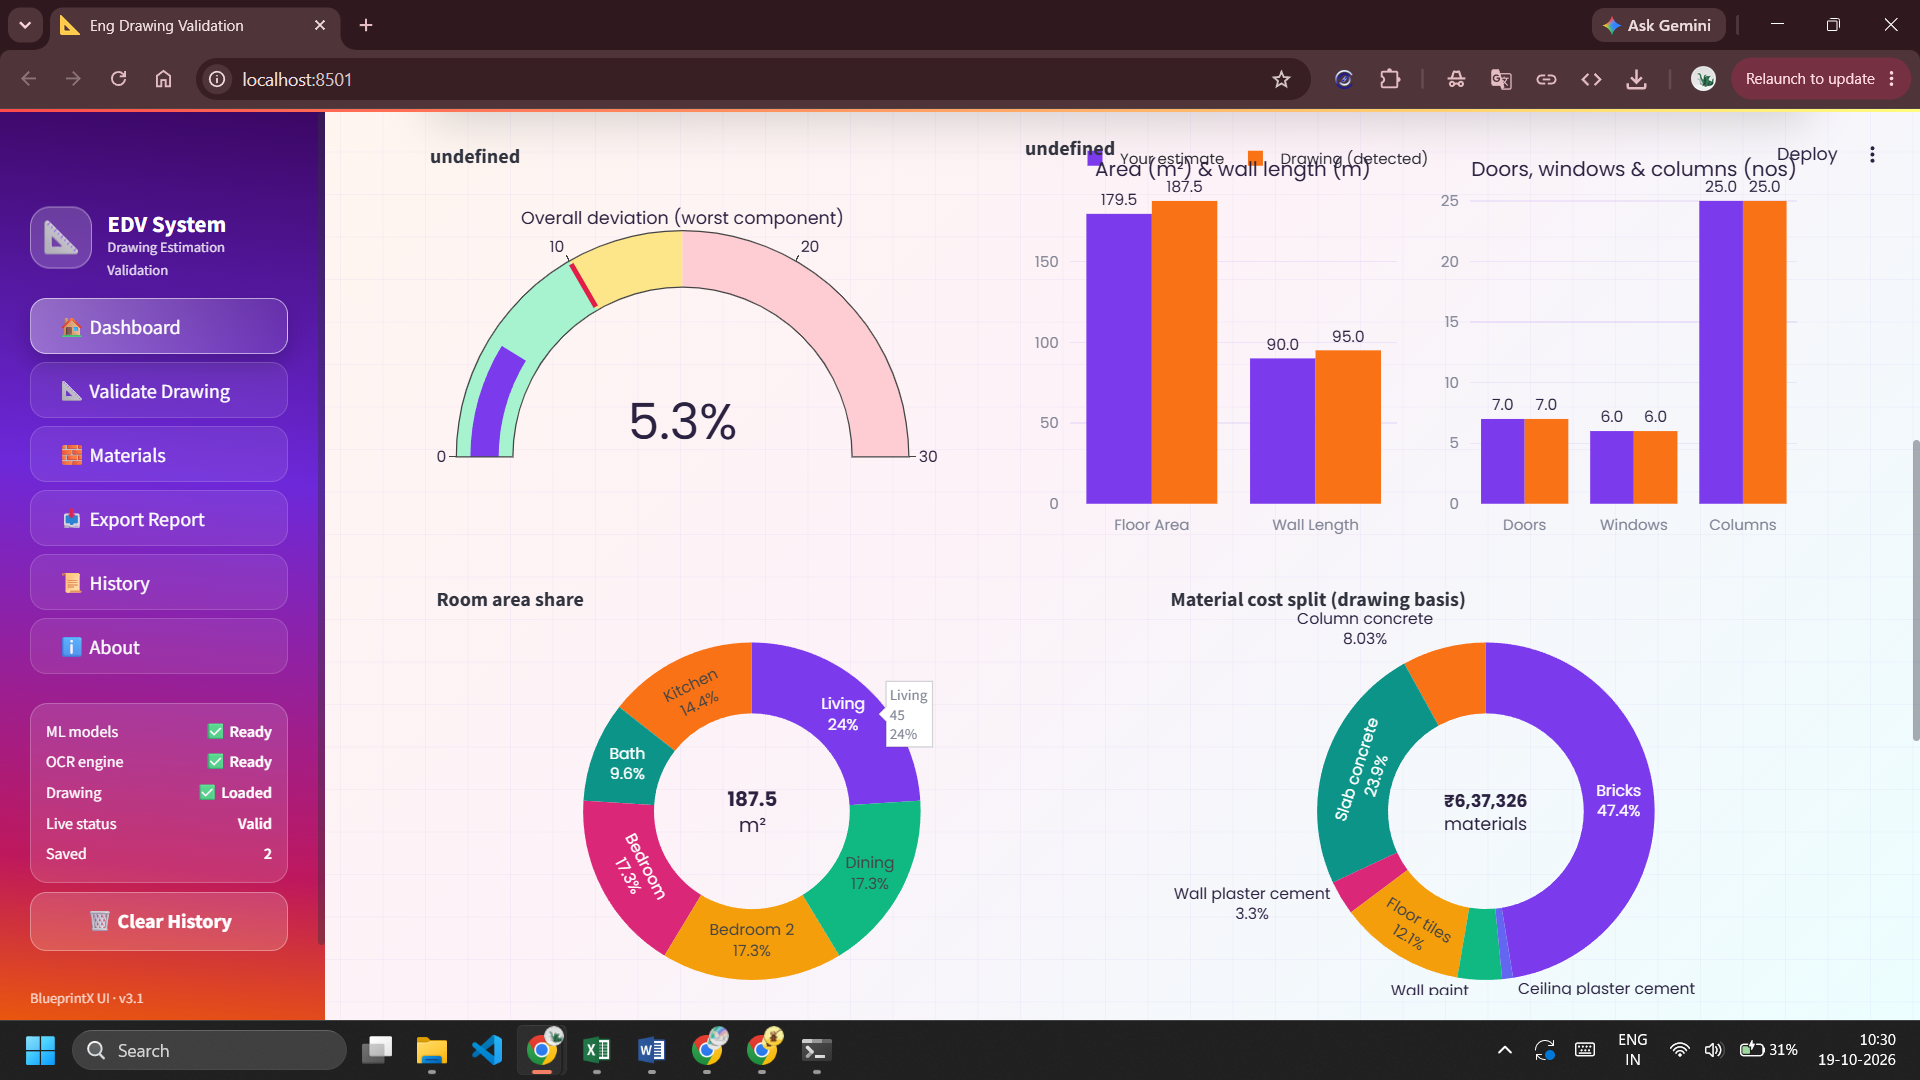 Eng Drawing Validation
Ask Gemini
localhost:8501
Relaunch to update
EDV System
Drawing Estimation
Validation
Dashboard
Validate Drawing
Materials
Export Report
History
About
ML models Ready
OCR engine Ready
Drawing Loaded
Live status Valid
Saved 2
Clear History
BlueprintX UI · v3.1
Deploy
undefined
Overall deviation (worst component)
0
10
20
30
5.3%
undefined
Your estimate
Drawing (detected)
Area (m²) & wall length (m)
179.5
187.5
90.0
95.0
150
100
50
0
Floor Area
Wall Length
Doors, windows & columns (nos)
25.0 25.0
7.0 7.0
6.0 6.0
25
20
15
10
5
0
Doors
Windows
Columns
Room area share
Kitchen
14.4%
Living
24%
Living
45
24%
Bath
9.6%
187.5
m²
Bedroom
17.3%
Dining
17.3%
Bedroom 2
17.3%
Material cost split (drawing basis)
Column concrete
8.03%
Slab concrete
23.9%
Bricks
47.4%
₹6,37,326
materials
Wall plaster cement
3.3%
Floor tiles
12.1%
Wall paint
Ceiling plaster cement
Search
ENG
IN
31%
10:30
19-10-2026